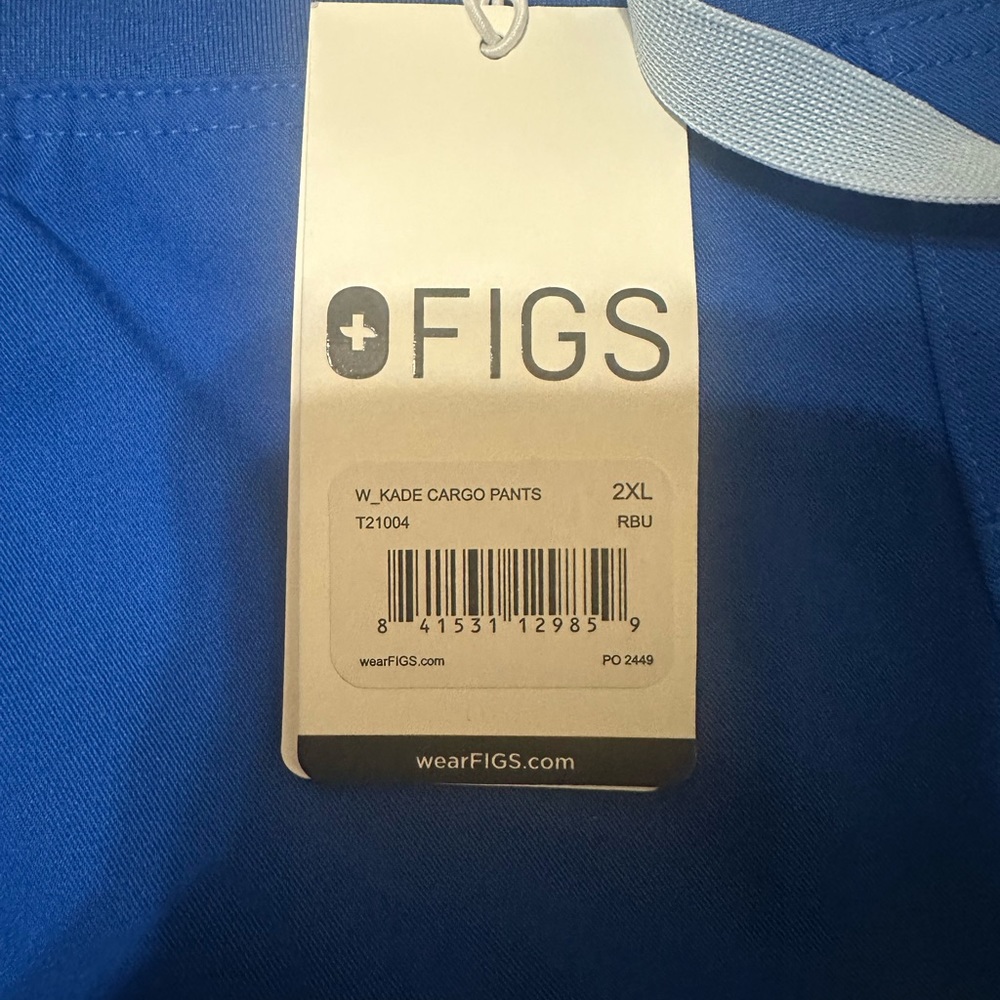 FIGS
W_KADE CARGO PANTS 2XL
T21004 RBU
8 41531 12985 9
wearFIGS.com PO 2449
wearFIGS.com